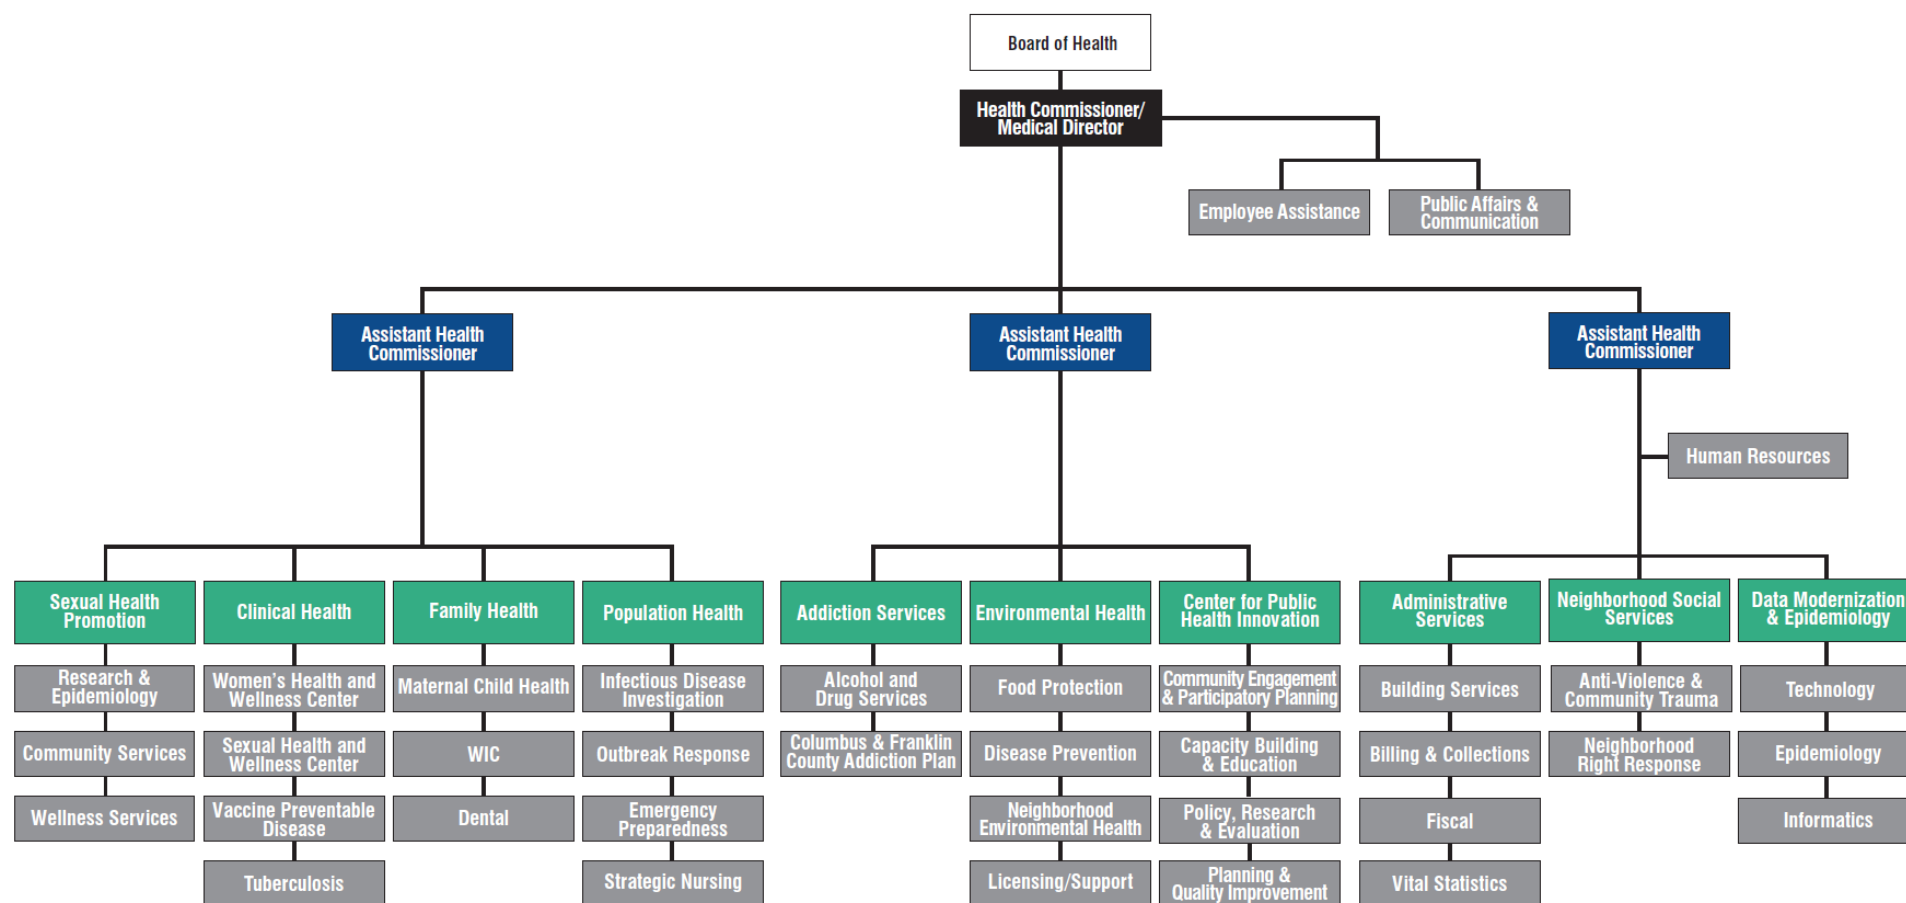 Board of Health
Health Commissioner/
Medical Director
Employee Assistance
Public Affairs &
Communication
Assistant Health
Commissioner
Assistant Health
Commissioner
Assistant Health
Commissioner
Human Resources
Sexual Health
Promotion
Clinical Health
Family Health
Population Health
Addiction Services
Environmental Health
Center for Public
Health Innovation
Administrative
Services
Neighborhood Social
Services
Data Modernization
& Epidemiology
Research &
Epidemiology
Women's Health and
Wellness Center
Maternal Child Health
Infectious Disease
Investigation
Alcohol and
Drug Services
Food Protection
Community Engagement
& Participatory Planning
Building Services
Anti-Violence &
Community Trauma
Technology
Community Services
Sexual Health and
Wellness Center
WIC
Outbreak Response
Columbus & Franklin
County Addiction Plan
Disease Prevention
Capacity Building
& Education
Billing & Collections
Neighborhood
Right Response
Epidemiology
Wellness Services
Vaccine Preventable
Disease
Dental
Emergency
Preparedness
Neighborhood
Environmental Health
Policy, Research
& Evaluation
Fiscal
Informatics
Tuberculosis
Strategic Nursing
Licensing/Support
Planning &
Quality Improvement
Vital Statistics